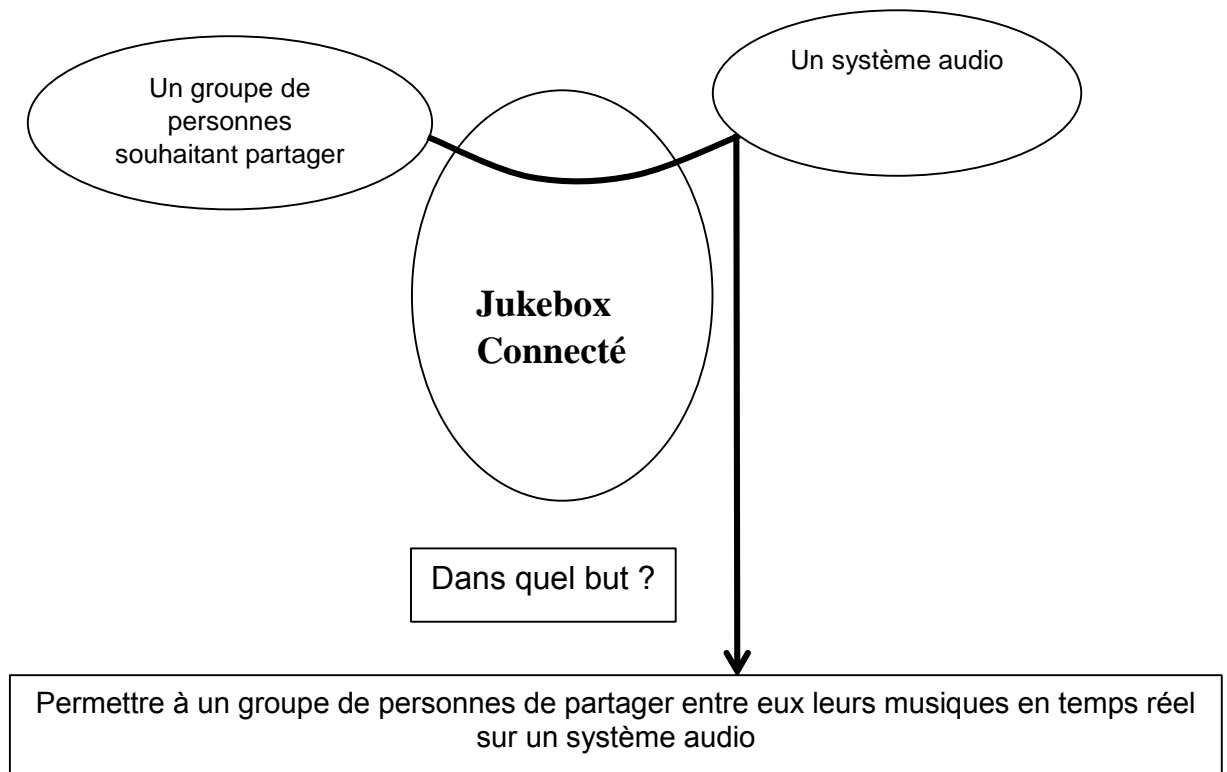 Un groupe de
personnes
souhaitant partager
Un système audio
Jukebox
Connecté
Dans quel but ?
Permettre à un groupe de personnes de partager entre eux leurs musiques en temps réel
sur un système audio